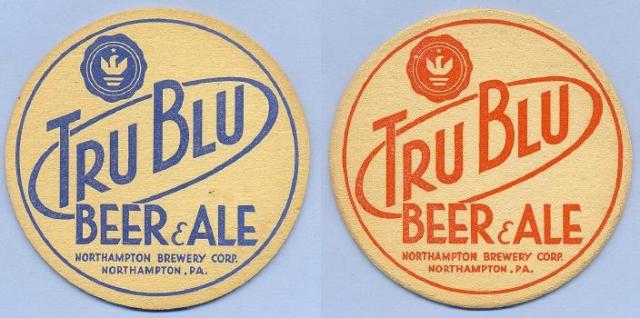 TRU BLU
BEER & ALE
NORTHAMPTON BREWERY CORP.
NORTHAMPTON, PA.
TRU BLU
BEER & ALE
NORTHAMPTON BREWERY CORP.
NORTHAMPTON, PA.